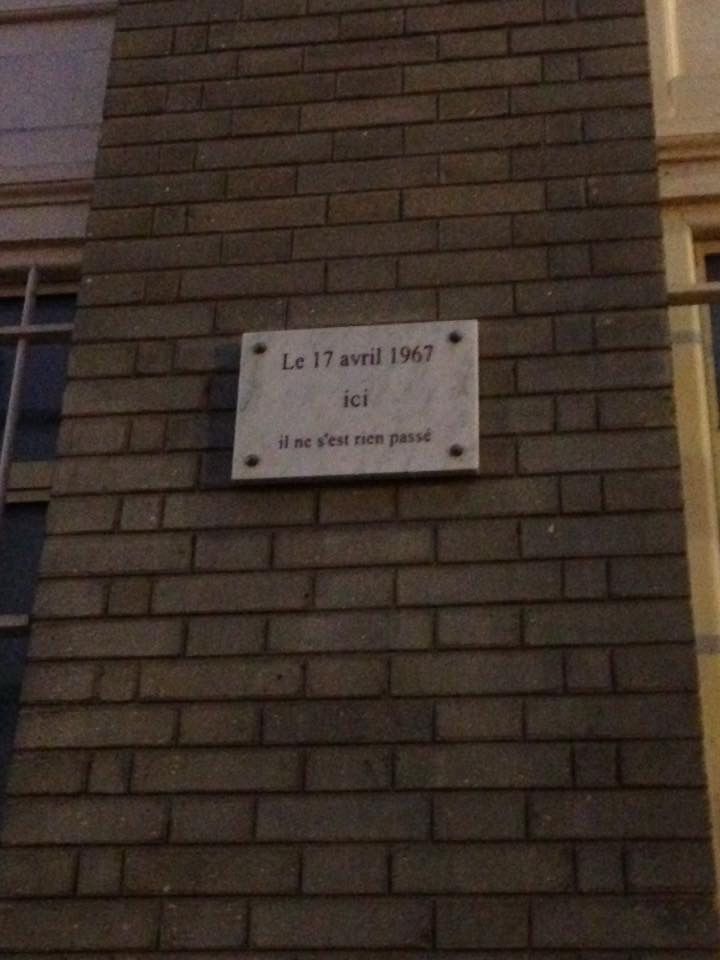 Le 17 avril 1967
ici
il ne s'est rien passé